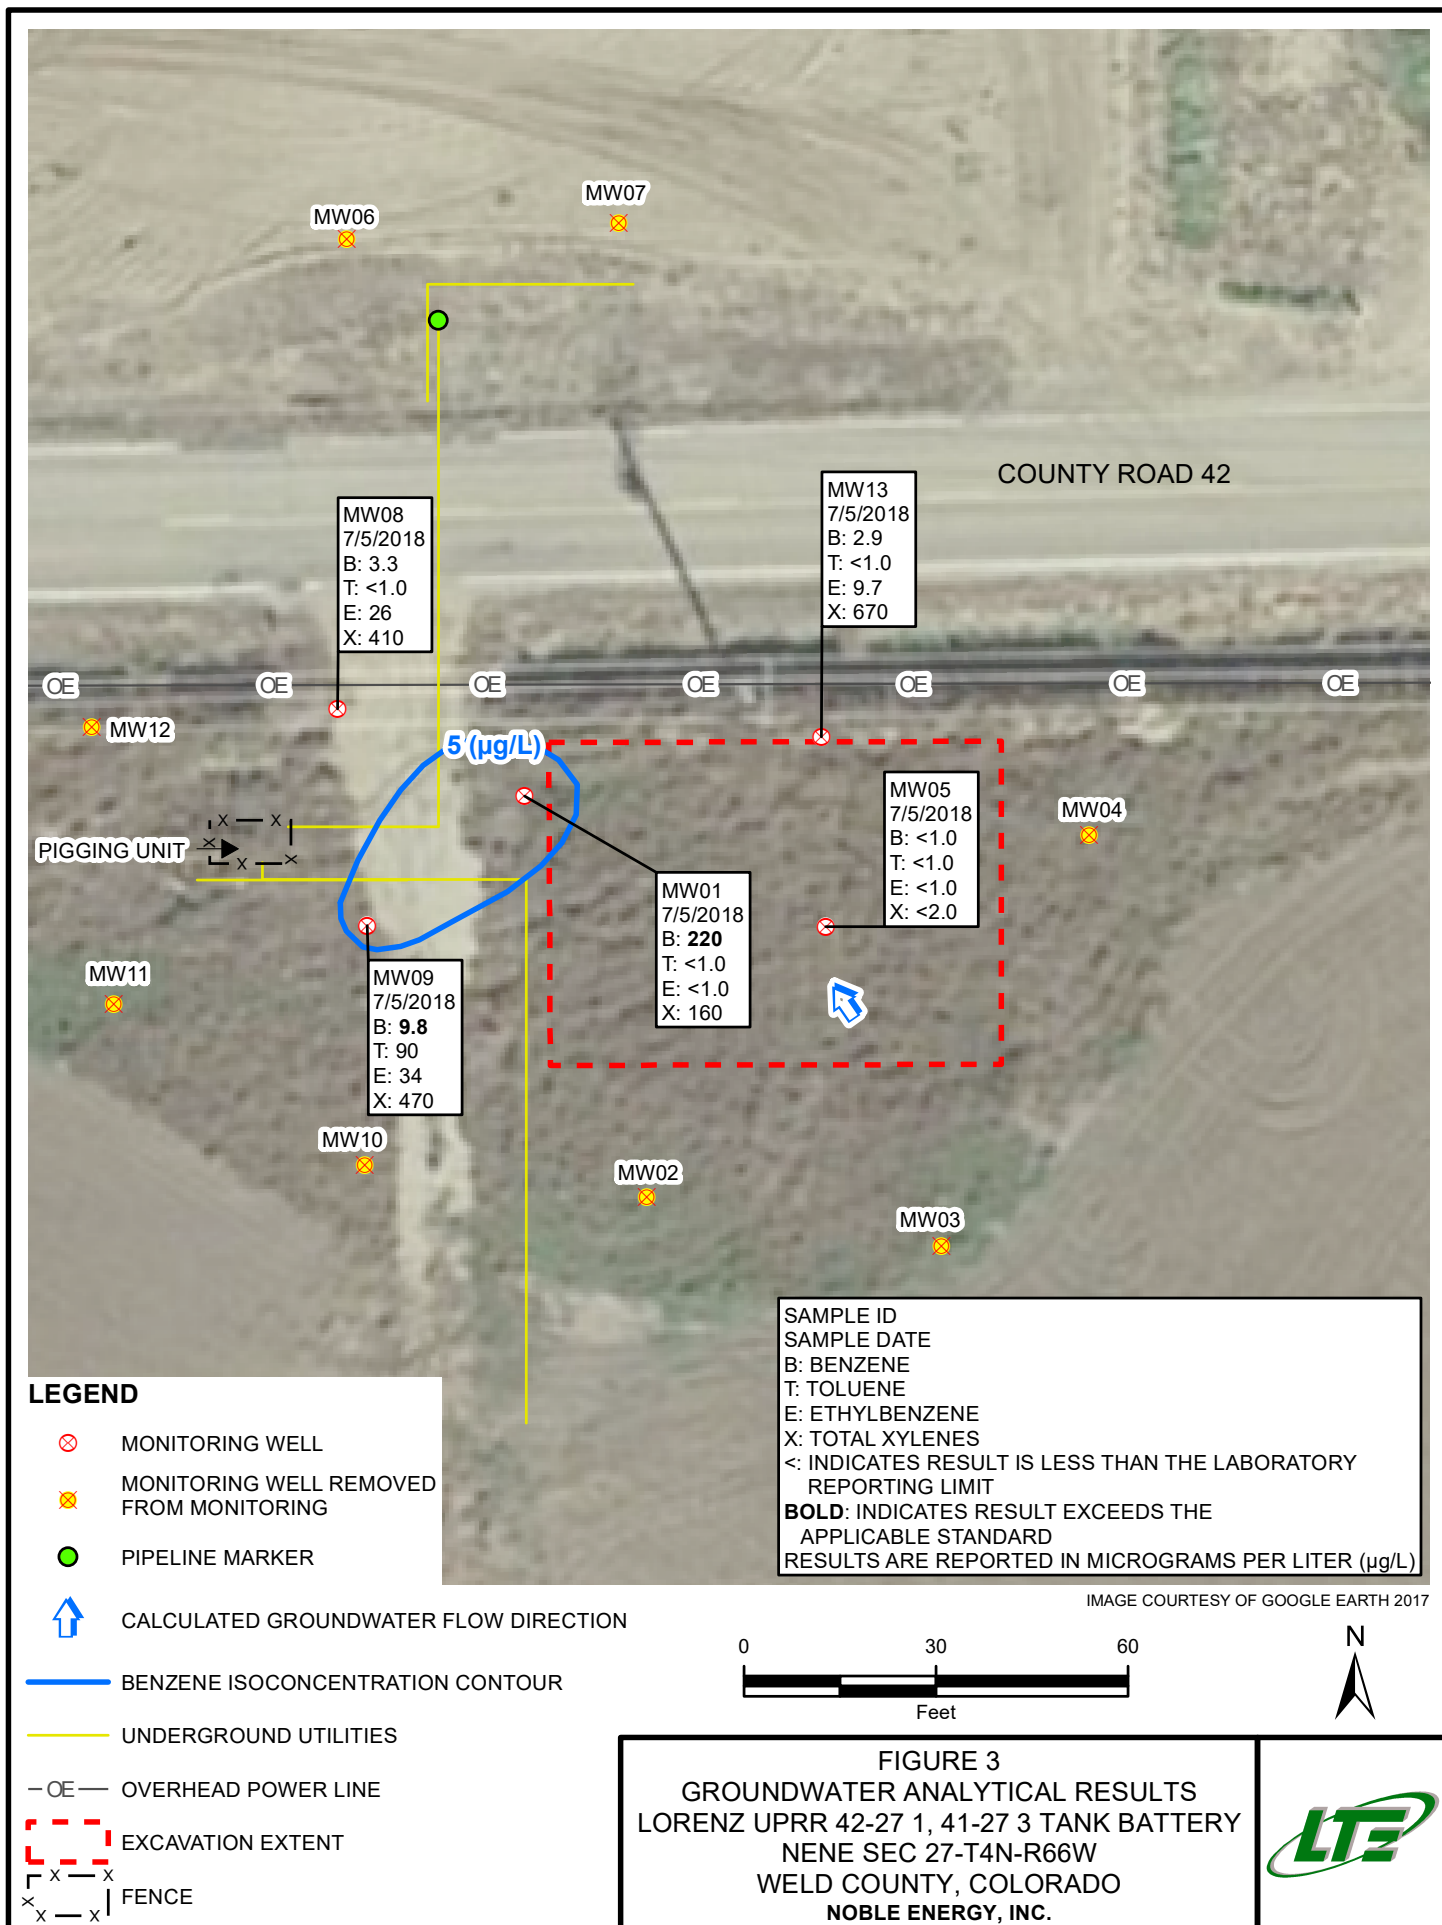 MW07
MW06
COUNTY ROAD 42
MW13
7/5/2018
B: 2.9
T: <1.0
E: 9.7
X: 670
MW08
7/5/2018
B: 3.3
T: <1.0
E: 26
X: 410
OE
OE
OE
OE
OE
OE
OE
MW12
5 (µg/L)
MW05
7/5/2018
B: <1.0
T: <1.0
E: <1.0
X: <2.0
MW04
X X
X
X X
PIGGING UNIT
MW01
7/5/2018
B: 220
T: <1.0
E: <1.0
X: 160
MW11
MW09
7/5/2018
B: 9.8
T: 90
E: 34
X: 470
MW10
MW02
MW03
SAMPLE ID
SAMPLE DATE
B: BENZENE
T: TOLUENE
E: ETHYLBENZENE
X: TOTAL XYLENES
<: INDICATES RESULT IS LESS THAN THE LABORATORY
REPORTING LIMIT
BOLD: INDICATES RESULT EXCEEDS THE
APPLICABLE STANDARD
RESULTS ARE REPORTED IN MICROGRAMS PER LITER (µg/L)
LEGEND
MONITORING WELL
MONITORING WELL REMOVED
FROM MONITORING
PIPELINE MARKER
CALCULATED GROUNDWATER FLOW DIRECTION
BENZENE ISOCONCENTRATION CONTOUR
UNDERGROUND UTILITIES
OE OVERHEAD POWER LINE
EXCAVATION EXTENT
X X
X
X X
FENCE
IMAGE COURTESY OF GOOGLE EARTH 2017
0 30 60
Feet
N
FIGURE 3
GROUNDWATER ANALYTICAL RESULTS
LORENZ UPRR 42-27 1, 41-27 3 TANK BATTERY
NENE SEC 27-T4N-R66W
WELD COUNTY, COLORADO
NOBLE ENERGY, INC.
LTE